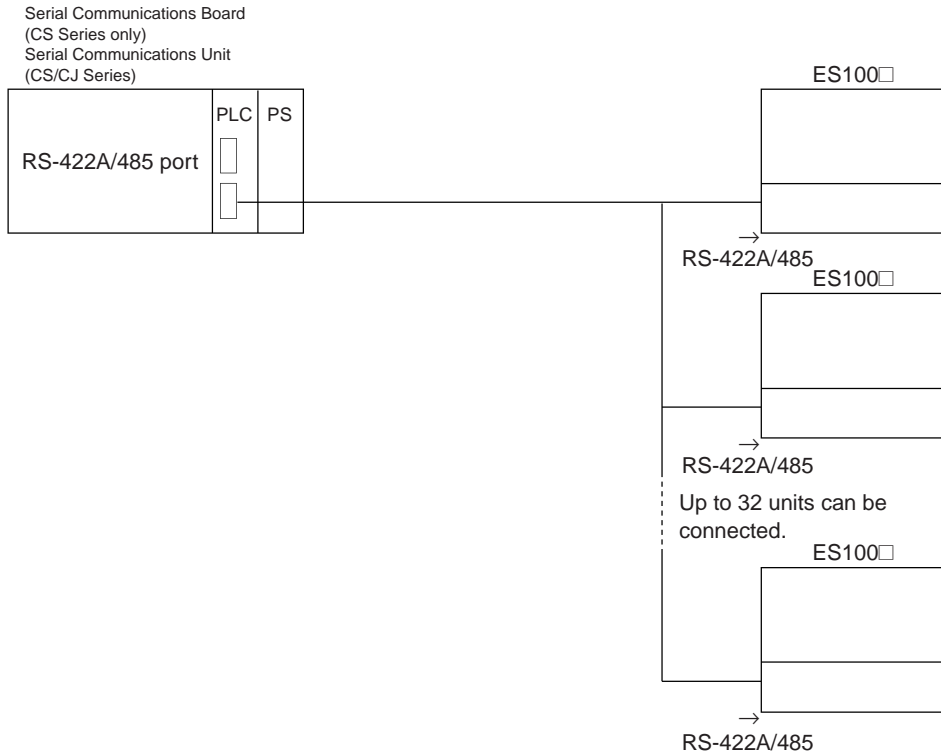 Serial Communications Board
(CS Series only)
Serial Communications Unit
(CS/CJ Series)
PLC PS
RS-422A/485 port
ES100□
RS-422A/485
ES100□
RS-422A/485
Up to 32 units can be
connected.
ES100□
RS-422A/485